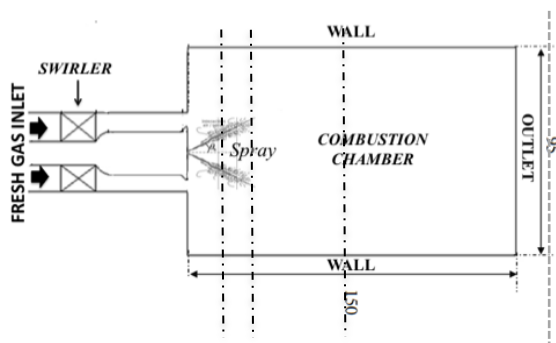 WALL
SWIRLER
FRESH GAS INLET
Spray
COMBUSTION
CHAMBER
OUTLET
95
WALL
150